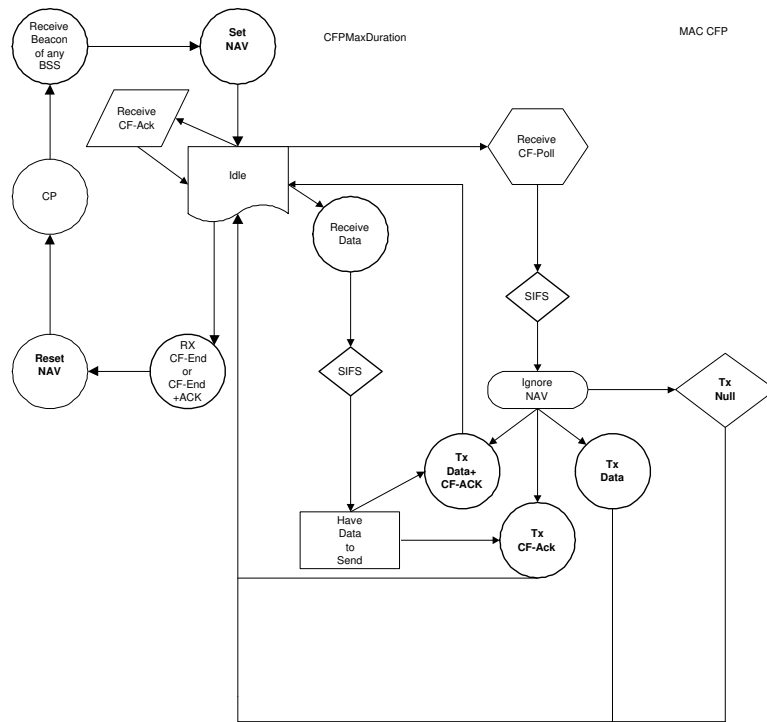 Receive
Beacon
of any
BSS
Set
NAV
CFPMaxDuration
MAC CFP
Receive
CF-Ack
Receive
CF-Poll
Idle
CP
Receive
Data
SIFS
Reset
NAV
RX
CF-End
or
CF-End
+ACK
SIFS
Ignore
NAV
Tx
Null
Tx
Data+
CF-ACK
Tx
Data
Have
Data
to
Send
Tx
CF-Ack